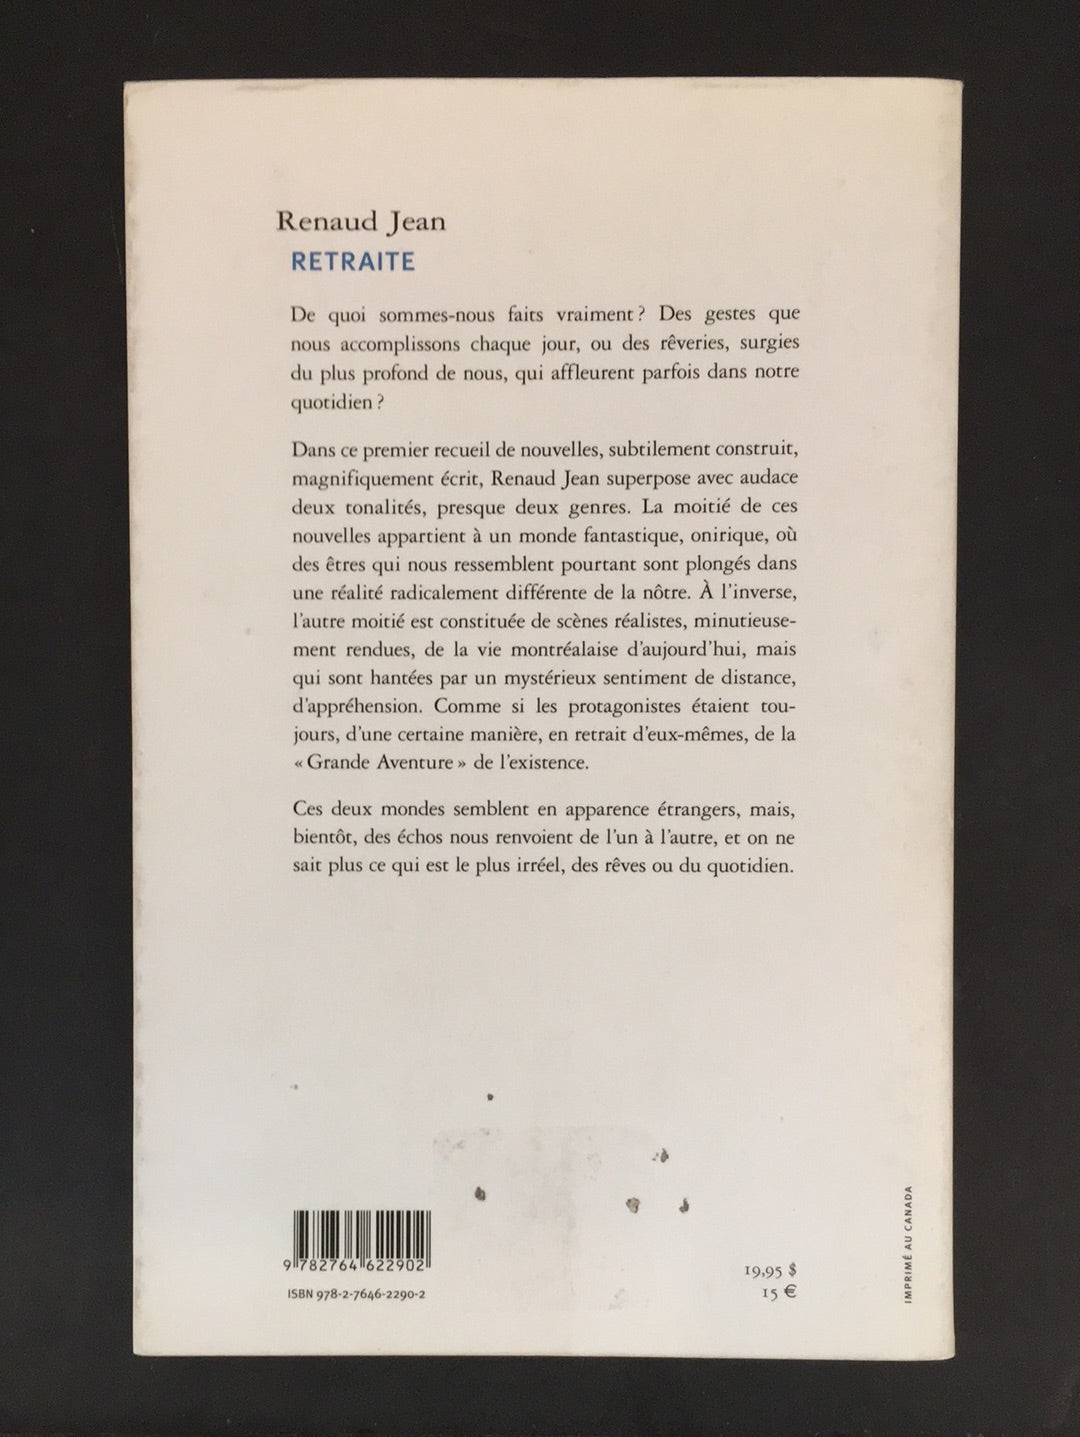 Renaud Jean
RETRAITE
De quoi sommes-nous faits vraiment ? Des gestes que
nous accomplissons chaque jour, ou des rêveries, surgies
du plus profond de nous, qui affleurent parfois dans notre
quotidien ?
Dans ce premier recueil de nouvelles, subtilement construit,
magnifiquement écrit, Renaud Jean superpose avec audace
deux tonalités, presque deux genres. La moitié de ces
nouvelles appartient à un monde fantastique, onirique, où
des êtres qui nous ressemblent pourtant sont plongés dans
une réalité radicalement différente de la nôtre. À l'inverse,
l'autre moitié est constituée de scènes réalistes, minutieuse-
ment rendues, de la vie montréalaise d'aujourd'hui, mais
qui sont hantées par un mystérieux sentiment de distance,
d'appréhension. Comme si les protagonistes étaient tou-
jours, d'une certaine manière, en retrait d'eux-mêmes, de la
« Grande Aventure » de l'existence.
Ces deux mondes semblent en apparence étrangers, mais,
bientôt, des échos nous renvoient de l'un à l'autre, et on ne
sait plus ce qui est le plus irréel, des rêves ou du quotidien.
9 782764 622902
ISBN 978-2-7646-2290-2
19,95 $
15 €
IMPRIMÉ AU CANADA